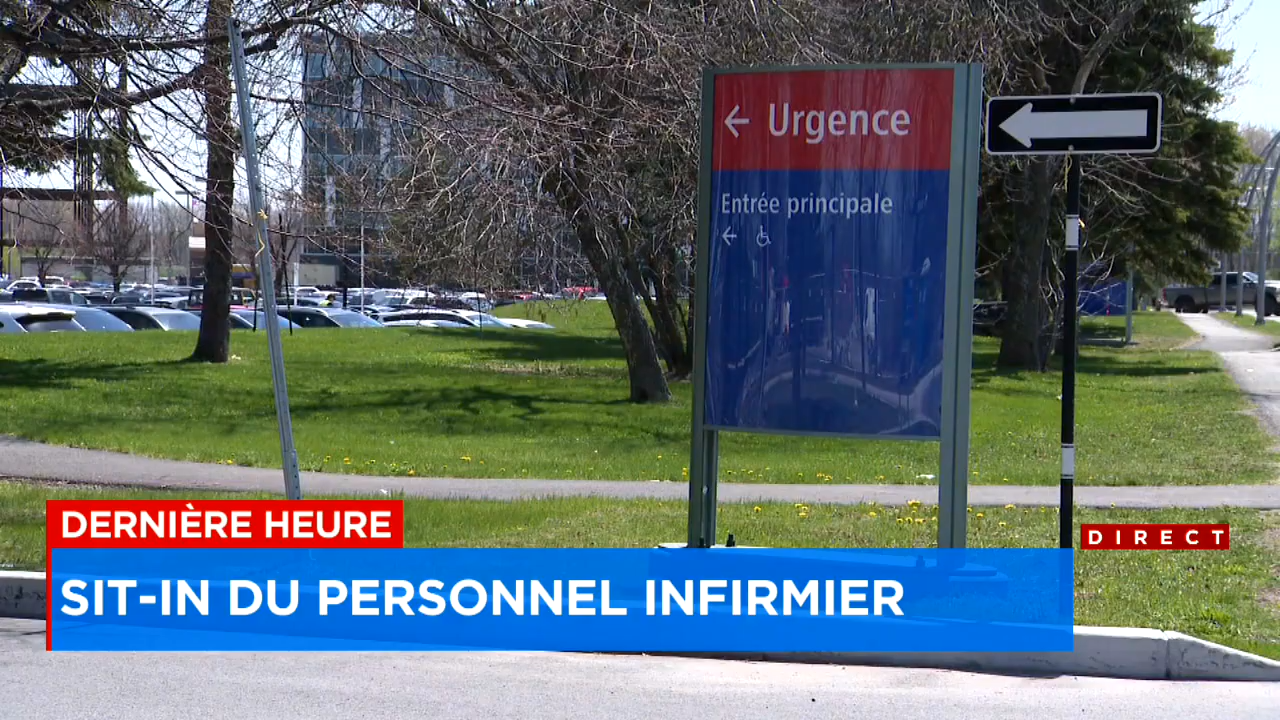 Urgence
Entrée principale
DERNIÈRE HEURE
DIRECT
SIT-IN DU PERSONNEL INFIRMIER